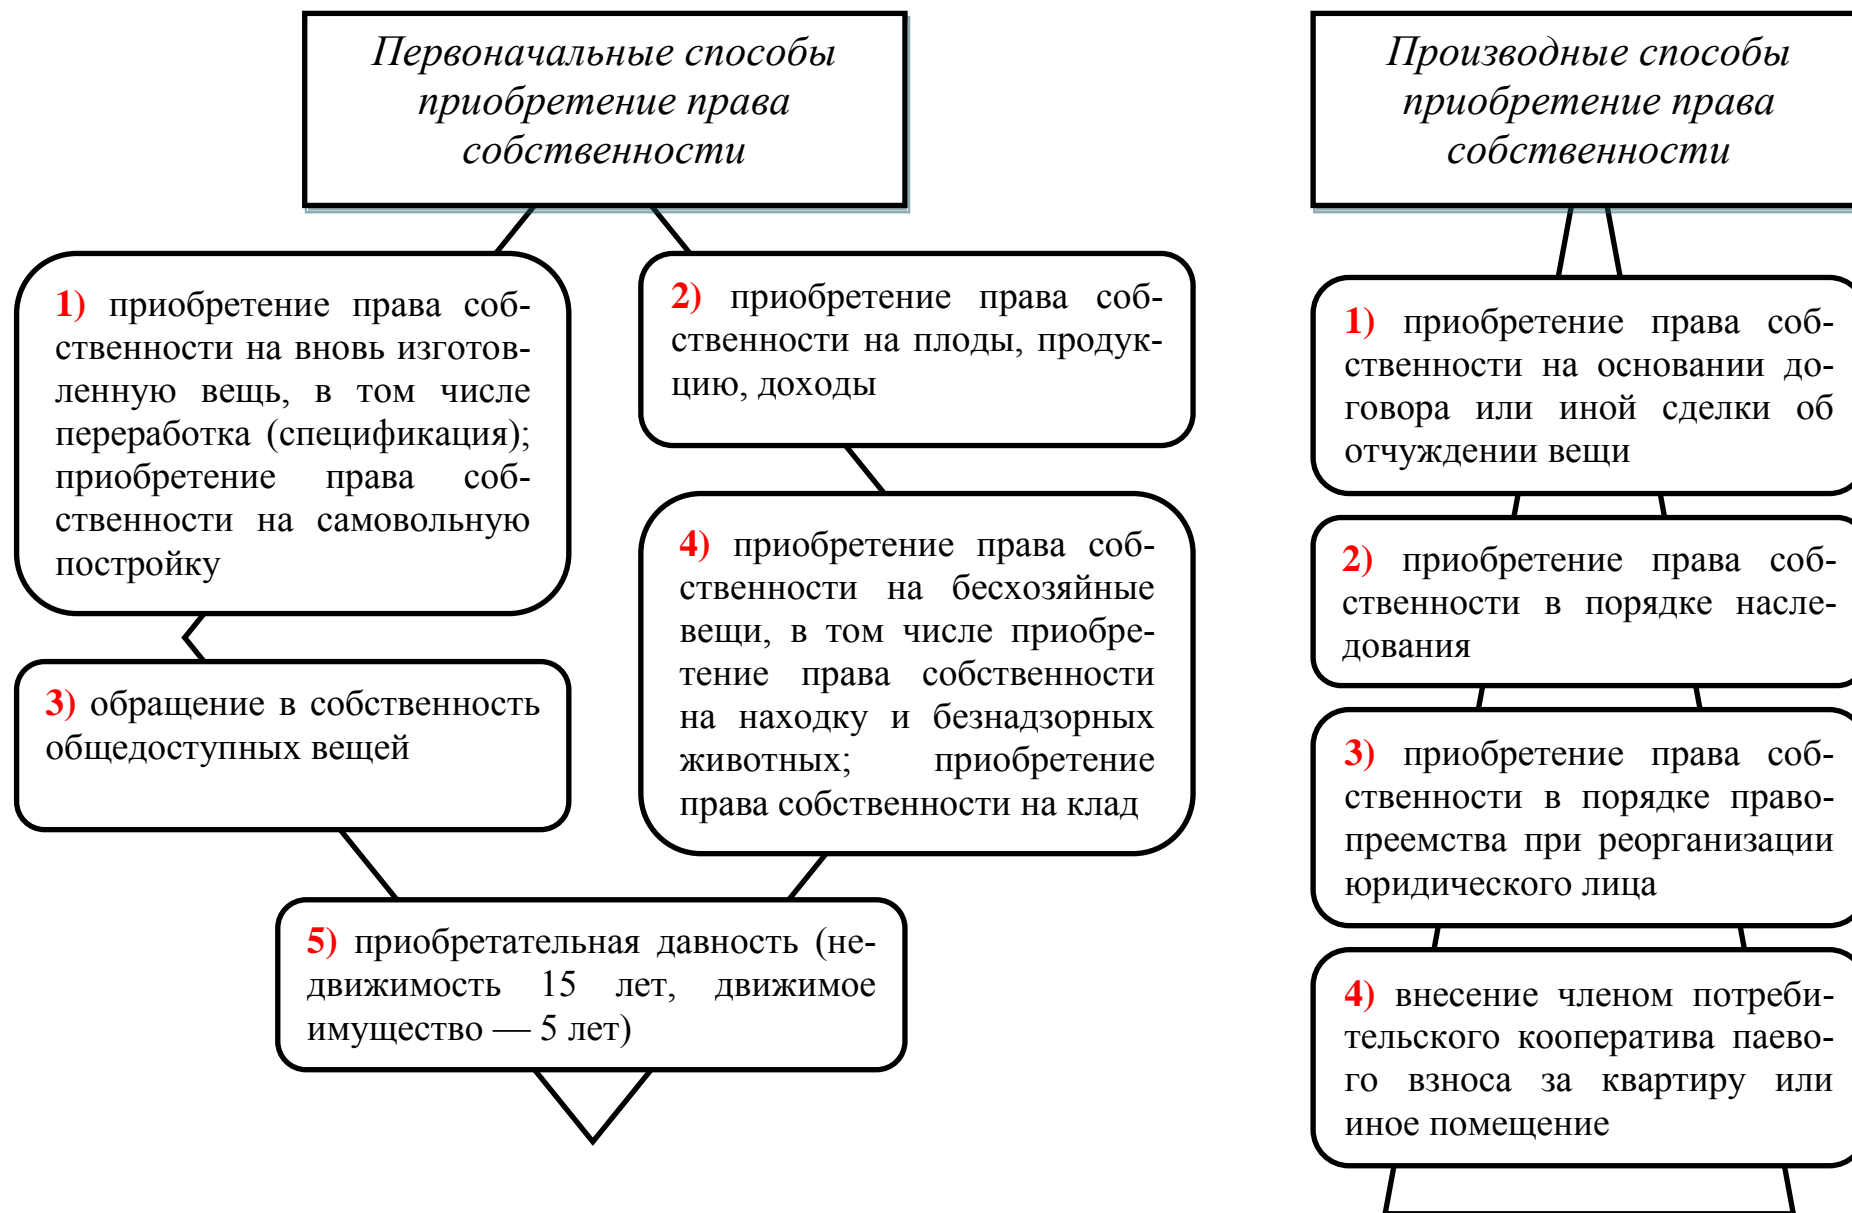 Первоначальные способы
приобретение права
собственности
1) приобретение права соб-
ственности на вновь изготов-
ленную вещь, в том числе
переработка (спецификация);
приобретение права соб-
ственности на самовольную
постройку
2) приобретение права соб-
ственности на плоды, продук-
цию, доходы
3) обращение в собственность
общедоступных вещей
4) приобретение права соб-
ственности на бесхозяйные
вещи, в том числе приобре-
тение права собственности
на находку и безнадзорных
животных; приобретение
права собственности на клад
5) приобретательная давность (не-
движимость 15 лет, движимое
имущество — 5 лет)
Производные способы
приобретение права
собственности
1) приобретение права соб-
ственности на основании до-
говора или иной сделки об
отчуждении вещи
2) приобретение права соб-
ственности в порядке насле-
дования
3) приобретение права соб-
ственности в порядке право-
преемства при реорганизации
юридического лица
4) внесение членом потреби-
тельского кооператива паево-
го взноса за квартиру или
иное помещение